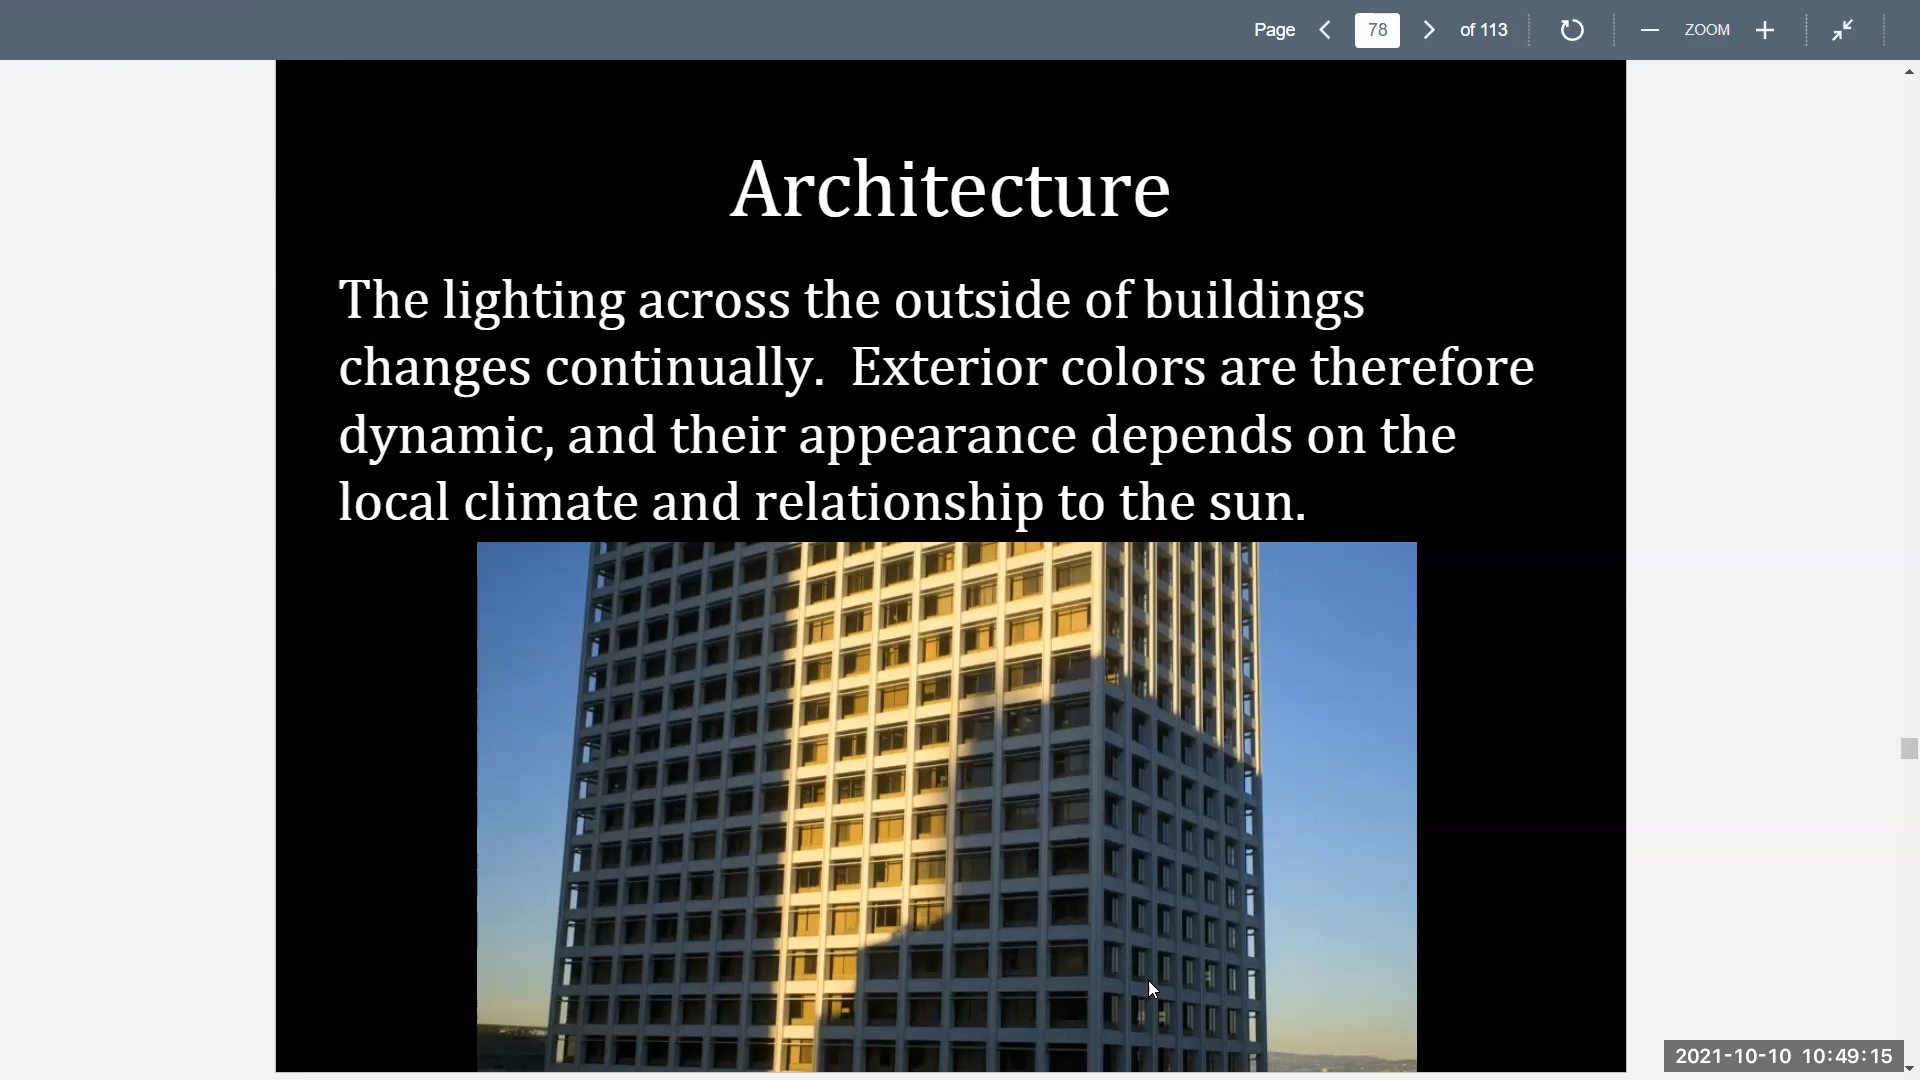 Page 78 of 113 ZOOM
Architecture
The lighting across the outside of buildings
changes continually.  Exterior colors are therefore
dynamic, and their appearance depends on the
local climate and relationship to the sun.
2021-10-10 10:49:15